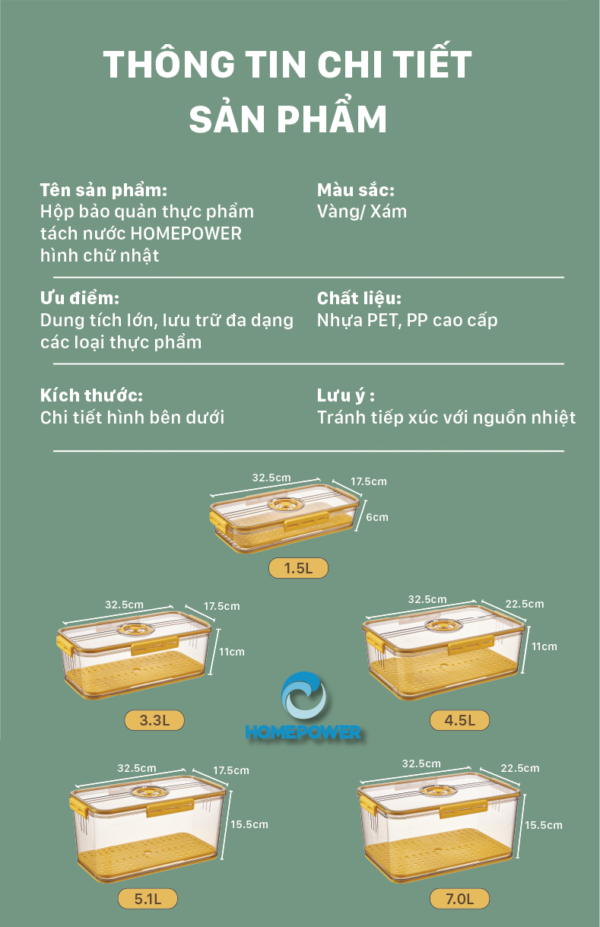 THÔNG TIN CHI TIẾT
SẢN PHẨM
Tên sản phẩm:
Hộp bảo quản thực phẩm
tách nước HOMEPOWER
hình chữ nhật
Màu sắc:
Vàng/ Xám
Ưu điểm:
Dung tích lớn, lưu trữ đa dạng
các loại thực phẩm
Chất liệu:
Nhựa PET, PP cao cấp
Kích thước:
Chi tiết hình bên dưới
Lưu ý :
Tránh tiếp xúc với nguồn nhiệt
32.5cm
17.5cm
6cm
1.5L
32.5cm
17.5cm
11cm
3.3L
32.5cm
22.5cm
11cm
4.5L
HOMEPOWER
32.5cm
17.5cm
15.5cm
5.1L
32.5cm
22.5cm
15.5cm
7.0L